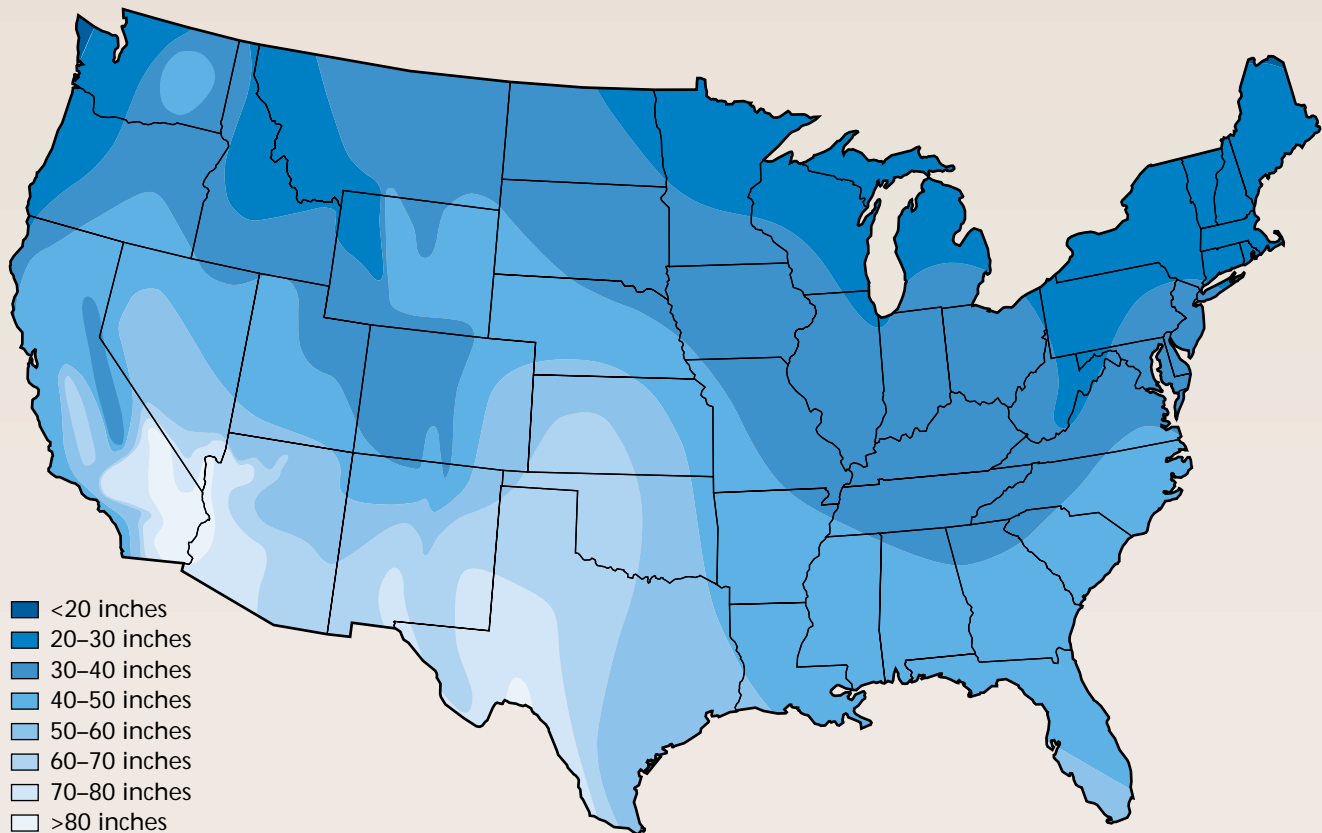 <20 inches
20–30 inches
30–40 inches
40–50 inches
50–60 inches
60–70 inches
70–80 inches
>80 inches